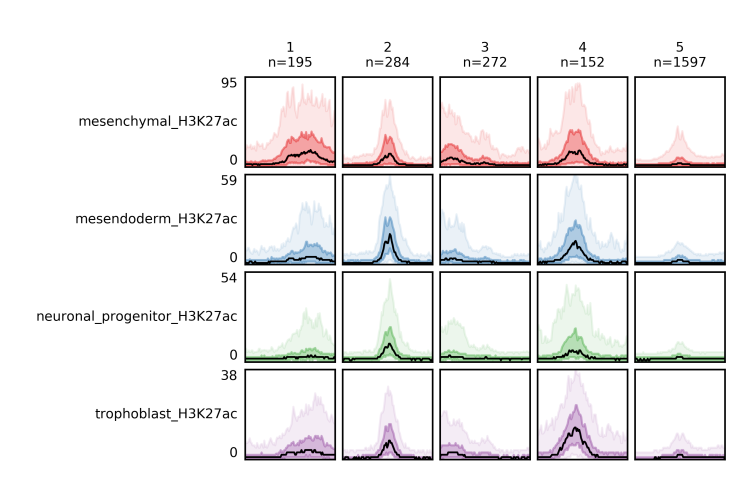 1 2 3 4 5
n=195 n=284 n=272 n=152 n=1597
95
mesenchymal_H3K27ac
0
59
mesendoderm_H3K27ac
0
54
neuronal_progenitor_H3K27ac
0
38
trophoblast_H3K27ac
0